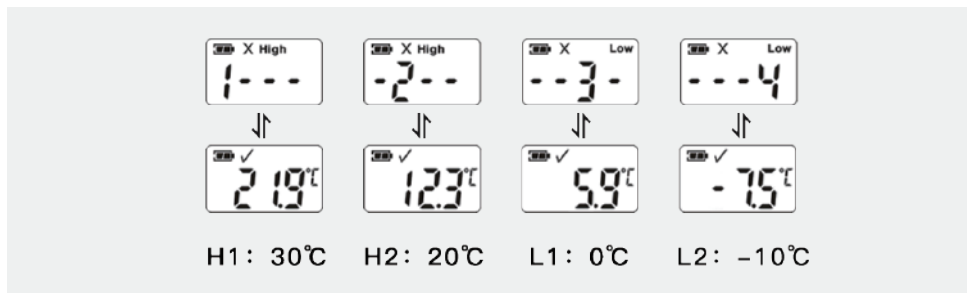 X High X High X Low X Low
1--- -2-- --3- ---4
✓ ✓ ✓ ✓
21.9℃ 12.3℃ 5.9℃ -7.5℃
H1: 30℃ H2: 20℃ L1: 0℃ L2: -10℃